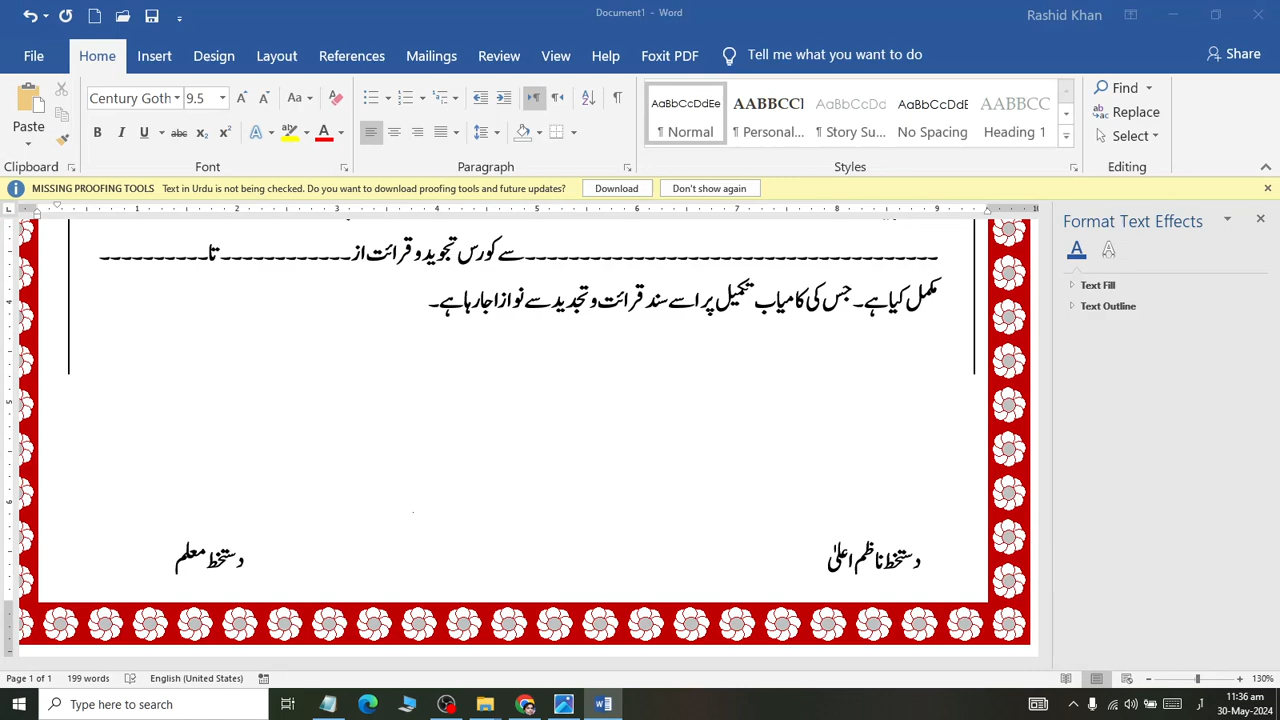 Document1 - Word
Rashid Khan
File Home Insert Design Layout References Mailings Review View Help Foxit PDF Tell me what you want to do Share
Paste
Clipboard
Century Goth 9.5
Font
Paragraph
AaBbCcDdEe AABBCCI AaBbCcDd AaBbCcDdE AABBCC
¶ Normal ¶ Personal... ¶ Story Su... No Spacing Heading 1
Styles
Find
Replace
Select
Editing
MISSING PROOFING TOOLS Text in Urdu is not being checked. Do you want to download proofing tools and future updates? Download Don't show again
Format Text Effects
Text Fill
Text Outline
۔۔۔۔۔۔۔۔۔۔۔۔۔۔۔۔۔۔۔۔۔۔۔۔۔۔۔۔۔۔۔۔۔۔۔۔۔۔ سے کورس تجوید و قرائت از۔۔۔۔۔۔۔۔۔۔۔۔ تا۔۔۔۔۔۔۔۔۔۔
مکمل کیا ہے۔ جس کی کامیاب تکمیل پر اسے سند قرائت و تجدید سے نوازا جارہا ہے۔
دستخط ناظم اعلیٰ
دستخط معلم
Page 1 of 1 199 words English (United States) 130%
Type here to search
11:36 am
30-May-2024